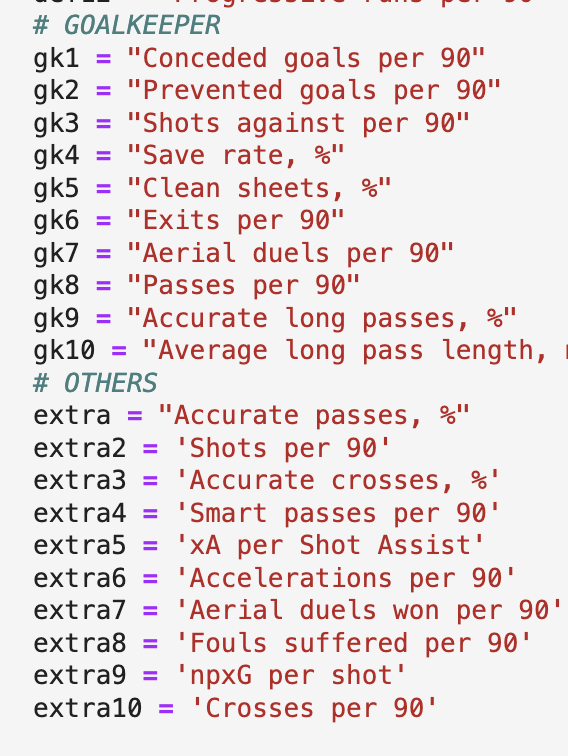 # GOALKEEPER
gk1 = "Conceded goals per 90"
gk2 = "Prevented goals per 90"
gk3 = "Shots against per 90"
gk4 = "Save rate, %"
gk5 = "Clean sheets, %"
gk6 = "Exits per 90"
gk7 = "Aerial duels per 90"
gk8 = "Passes per 90"
gk9 = "Accurate long passes, %"
gk10 = "Average long pass length,
# OTHERS
extra = "Accurate passes, %"
extra2 = 'Shots per 90'
extra3 = 'Accurate crosses, %'
extra4 = 'Smart passes per 90'
extra5 = 'xA per Shot Assist'
extra6 = 'Accelerations per 90'
extra7 = 'Aerial duels won per 90'
extra8 = 'Fouls suffered per 90'
extra9 = 'npxG per shot'
extra10 = 'Crosses per 90'